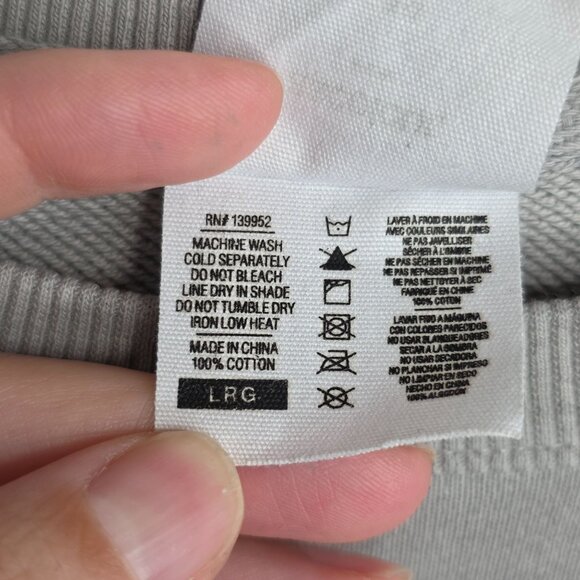 RN# 139952
MACHINE WASH
COLD SEPARATELY
DO NOT BLEACH
LINE DRY IN SHADE
DO NOT TUMBLE DRY
IRON LOW HEAT
MADE IN CHINA
100% COTTON
LRG
LAVER À FROID EN MACHINE
AVEC COULEURS SIMILAIRES
NE PAS JAVELLISER
SÉCHER À L'OMBRE
NE PAS SÉCHER EN MACHINE
NE PAS REPASSER SI IMPRIMÉ
NE PAS NETTOYER À SEC
FABRIQUÉ EN CHINE
100% COTON
LAVAR FRIO A MÁQUINA
CON COLORES PARECIDOS
NO USAR BLANQUEADORES
SECAR A LA SOMBRA
NO USAR SECADORA
NO PLANCHAR SI IMPRESO
NO LIMPIAR EN SECO
HECHO EN CHINA
100% ALGODON